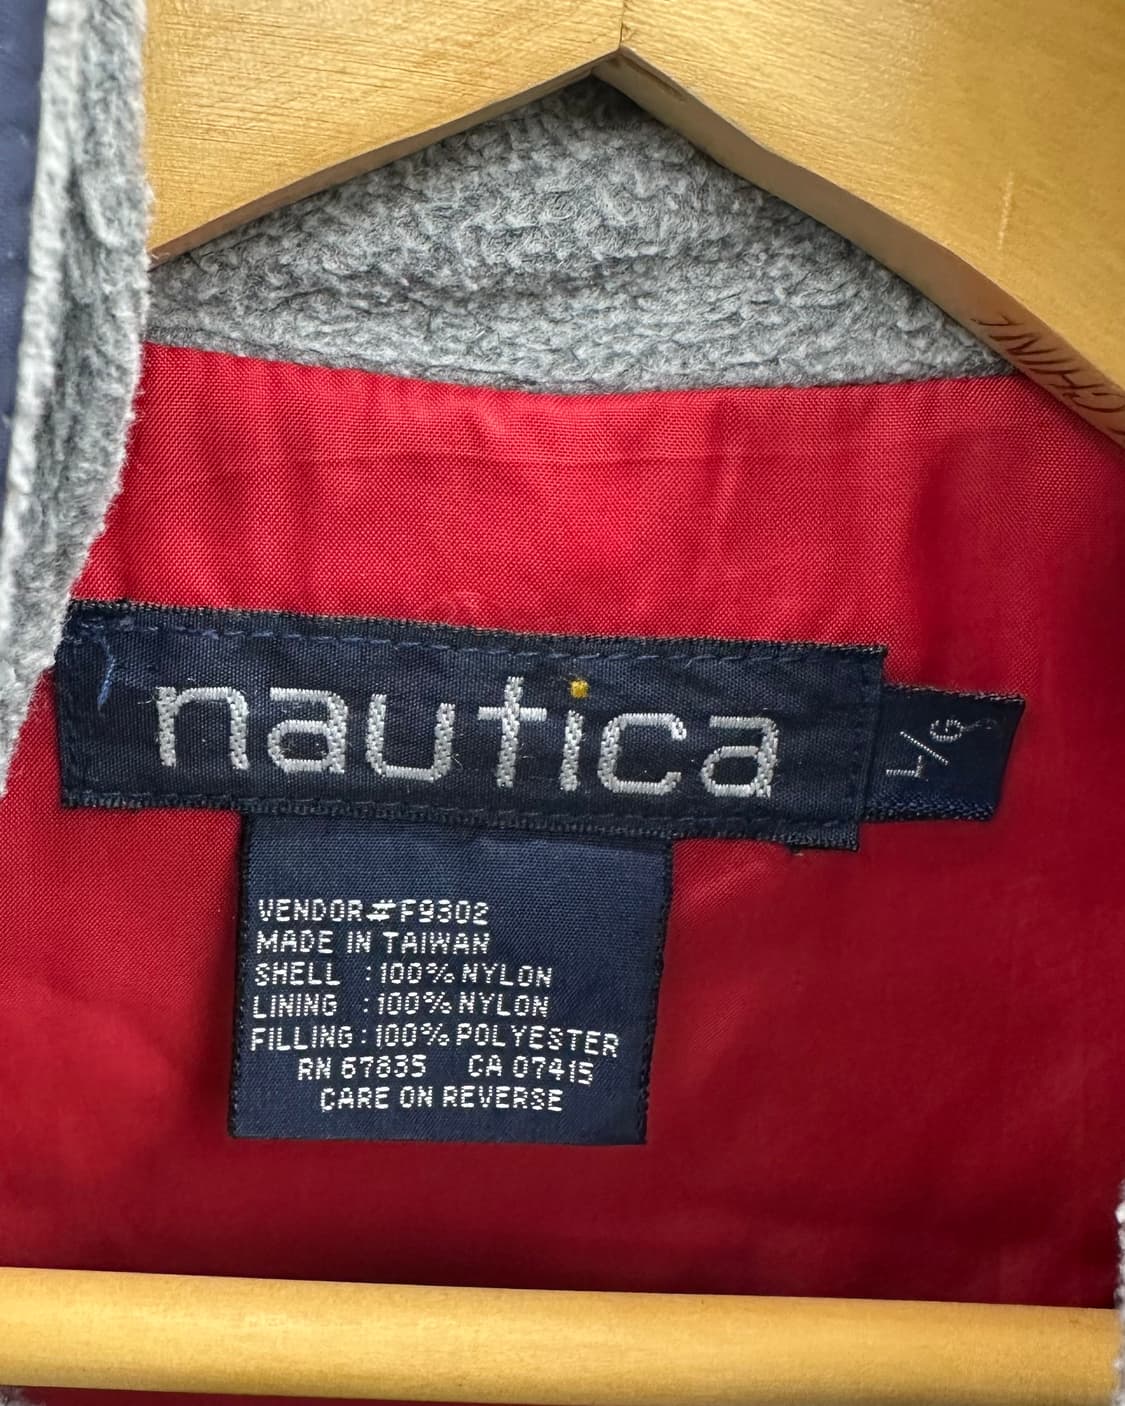 CHINE
nautica
L/G
VENDOR#F9302
MADE IN TAIWAN
SHELL :100% NYLON
LINING :100% NYLON
FILLING:100% POLYESTER
RN 67835 CA 07415
CARE ON REVERSE